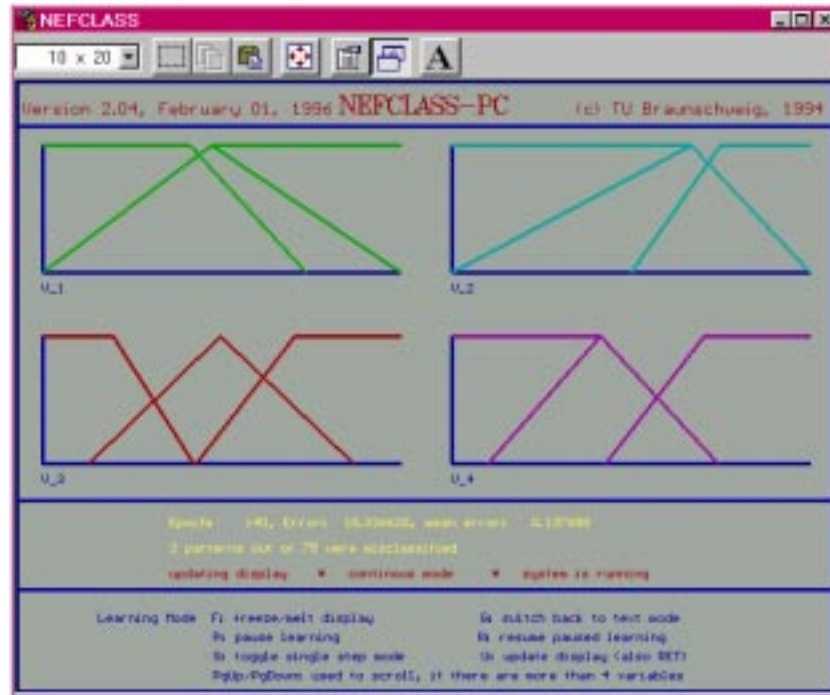 NEFCLASS
10 x 20
A
Version 2.04, February 01, 1996 NEFCLASS-PC (c) TU Braunschweig, 1994
V_1
V_2
V_3
V_4
Epoch: 140, Error: mean error:
3 patterns out of 75 were misclassified
updating display * continous mode * system is running
Learning Mode F: freeze/melt display switch back to text mode
P: pause learning R: resume paused learning
S: toggle single step mode U: update display (also RET)
PgUp/PgDown used to scroll, if there are more than 4 variables